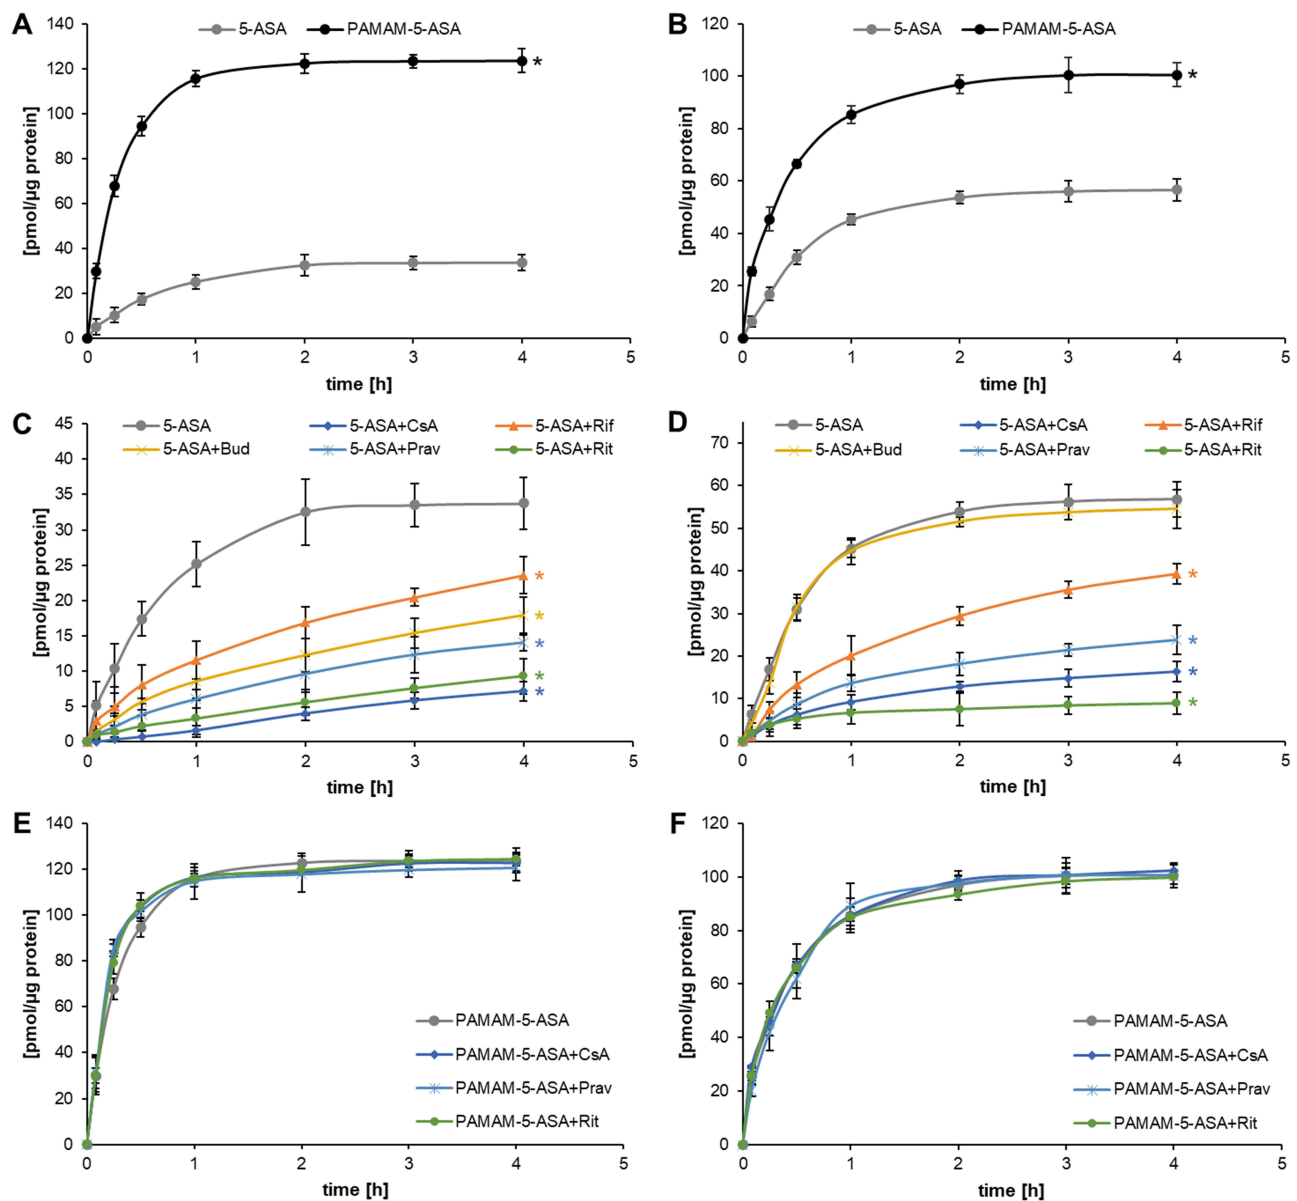 A
5-ASA PAMAM-5-ASA
140
120
100
80
60
40
20
0
[pmol/µg protein]
*
0 1 2 3 4 5
time [h]
B
5-ASA PAMAM-5-ASA
120
100
80
60
40
20
0
[pmol/µg protein]
*
0 1 2 3 4 5
time [h]
C
5-ASA 5-ASA+CsA 5-ASA+Rif
5-ASA+Bud 5-ASA+Prav 5-ASA+Rit
45
40
35
30
25
20
15
10
5
0
[pmol/µg protein]
*
*
*
*
*
0 1 2 3 4 5
time [h]
D
5-ASA 5-ASA+CsA 5-ASA+Rif
5-ASA+Bud 5-ASA+Prav 5-ASA+Rit
70
60
50
40
30
20
10
0
[pmol/µg protein]
*
*
*
*
0 1 2 3 4 5
time [h]
E
140
120
100
80
60
40
20
0
[pmol/µg protein]
PAMAM-5-ASA
PAMAM-5-ASA+CsA
PAMAM-5-ASA+Prav
PAMAM-5-ASA+Rit
0 1 2 3 4 5
time [h]
F
120
100
80
60
40
20
0
[pmol/µg protein]
PAMAM-5-ASA
PAMAM-5-ASA+CsA
PAMAM-5-ASA+Prav
PAMAM-5-ASA+Rit
0 1 2 3 4 5
time [h]